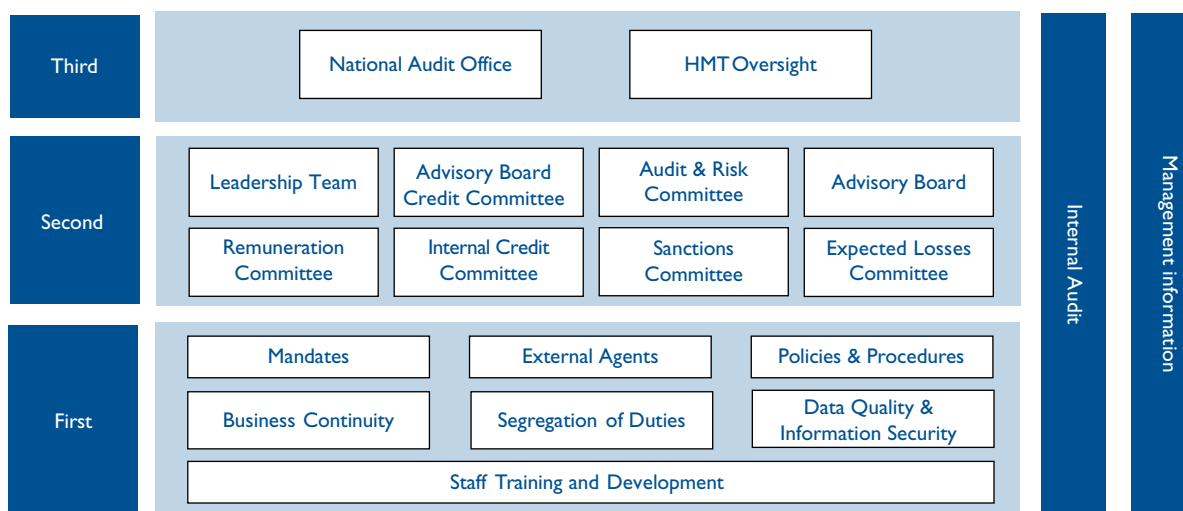 Third
National Audit Office
HMT Oversight
Second
Leadership Team
Advisory Board
Credit Committee
Audit & Risk
Committee
Advisory Board
Remuneration
Committee
Internal Credit
Committee
Sanctions
Committee
Expected Losses
Committee
First
Mandates
External Agents
Policies & Procedures
Business Continuity
Segregation of Duties
Data Quality &
Information Security
Staff Training and Development
Internal Audit
Management information